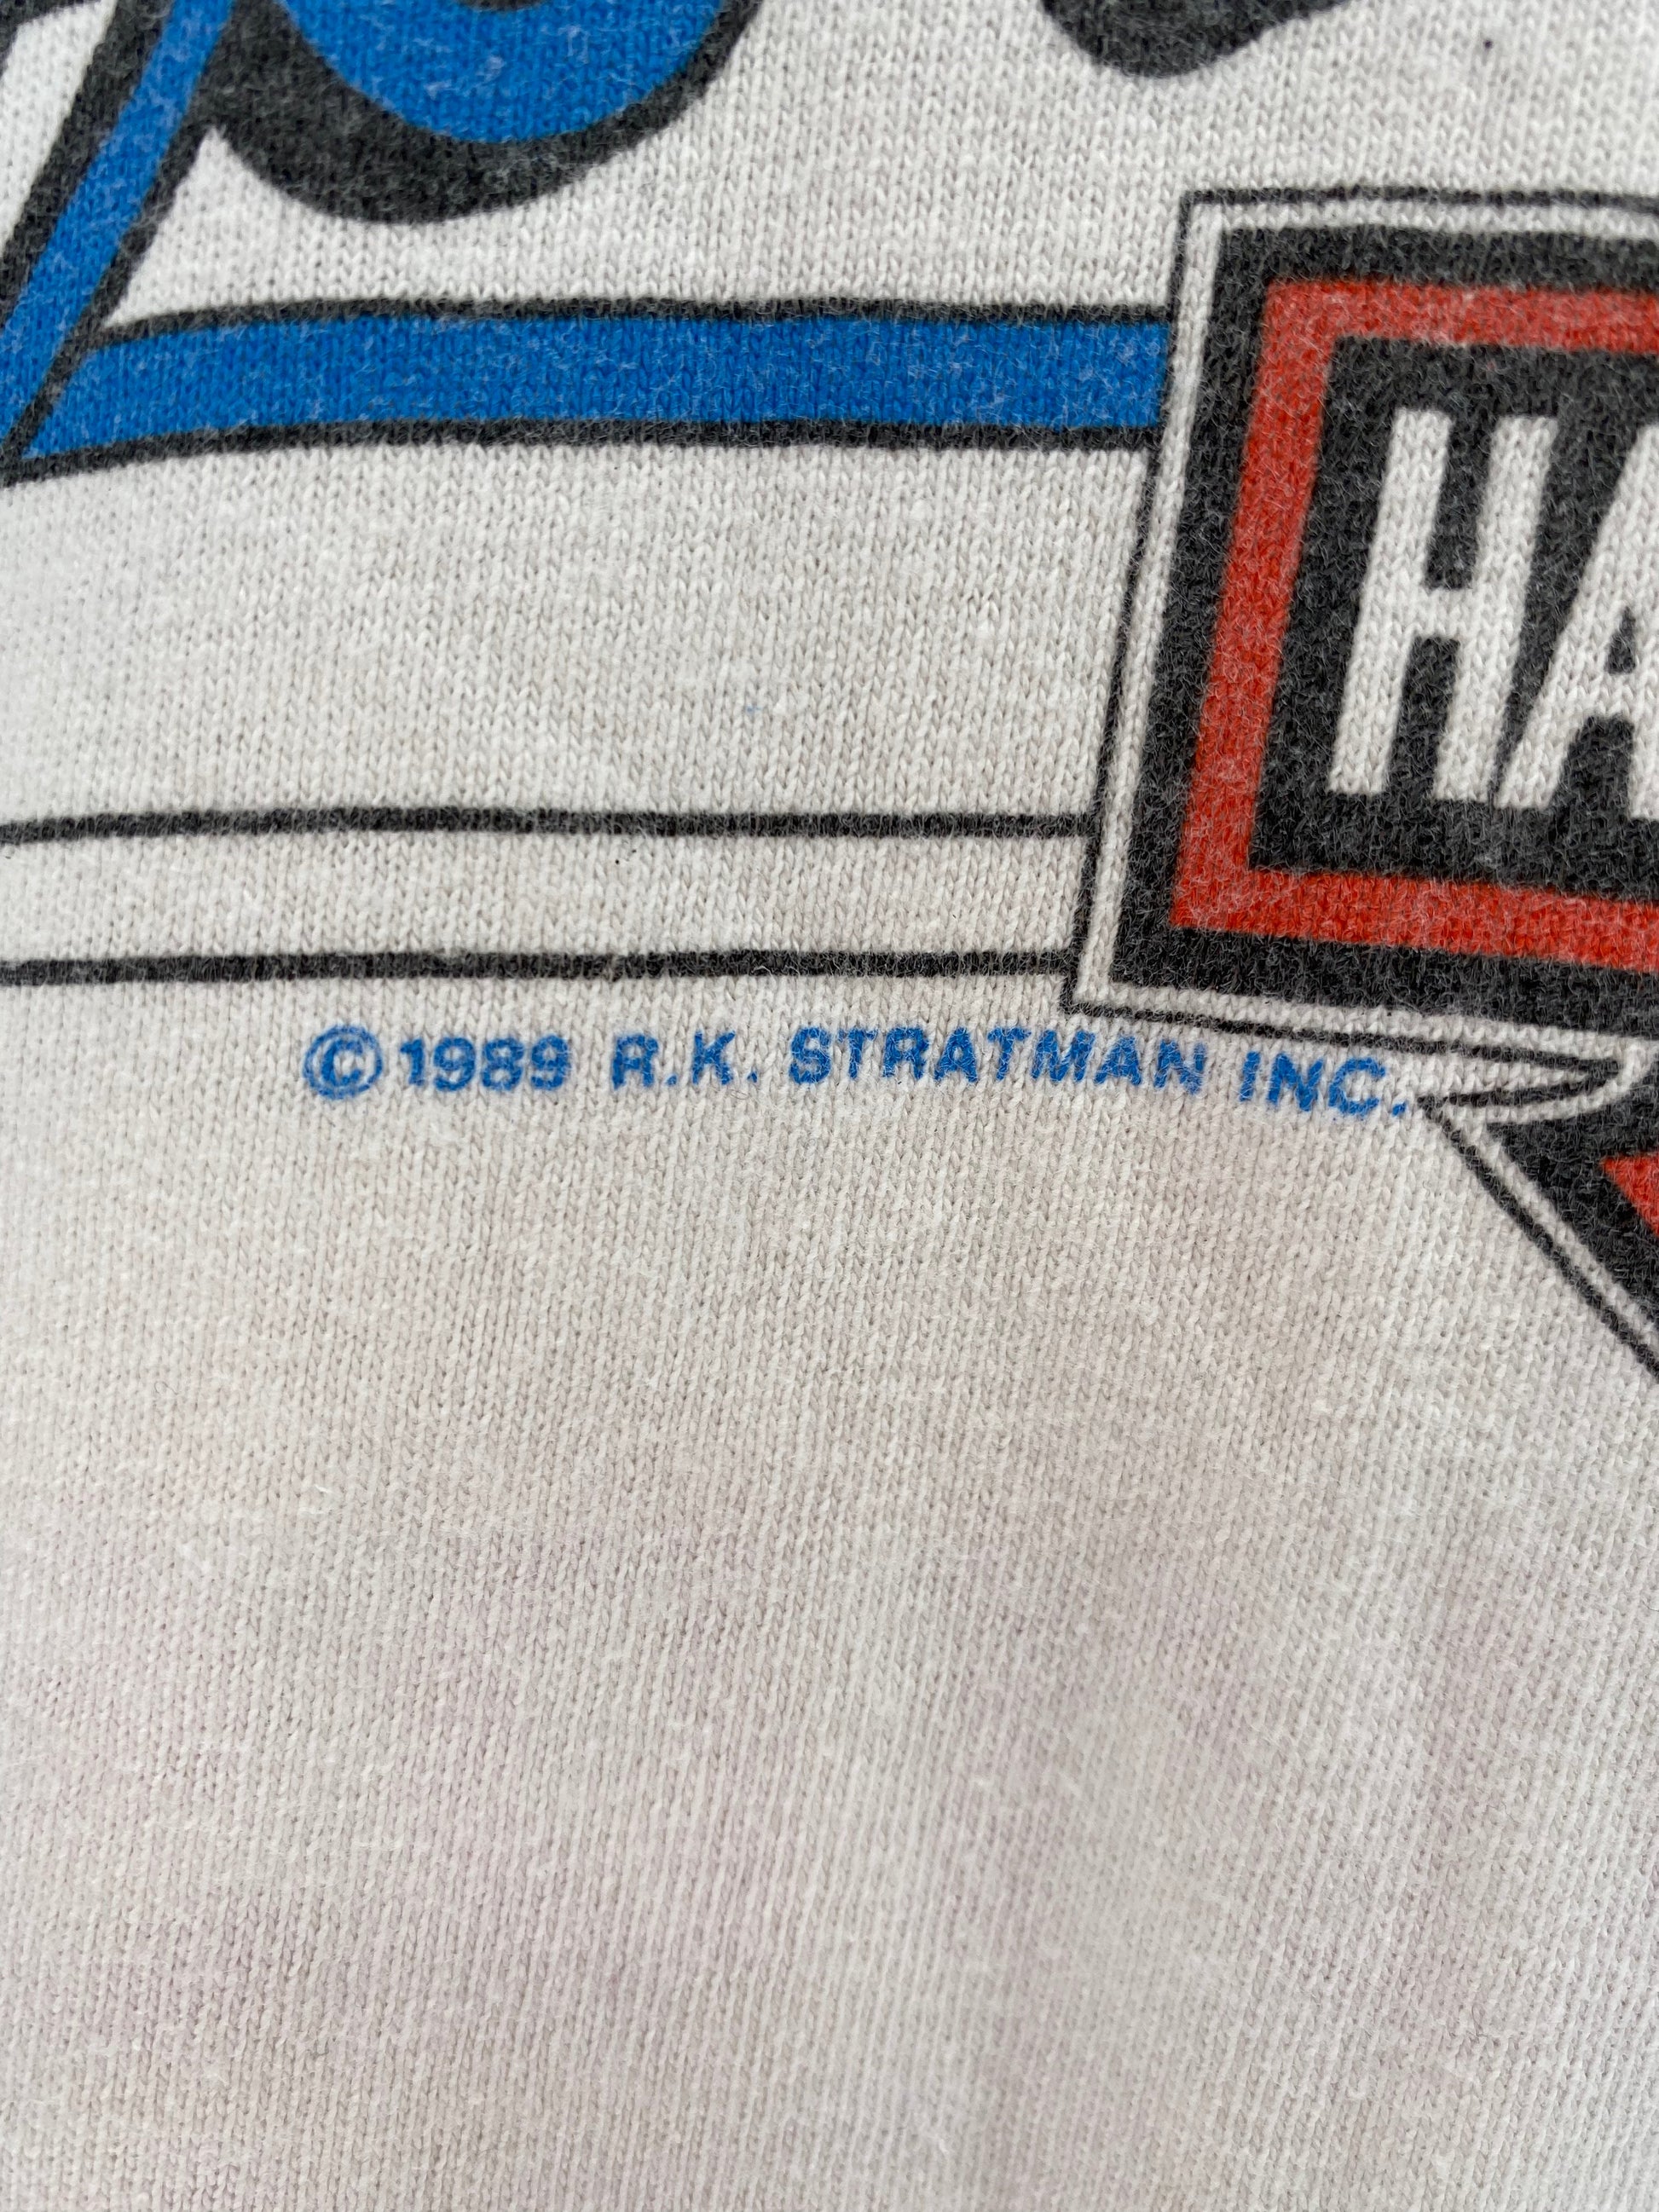 HA
©1989 R.K. STRATMAN INC.